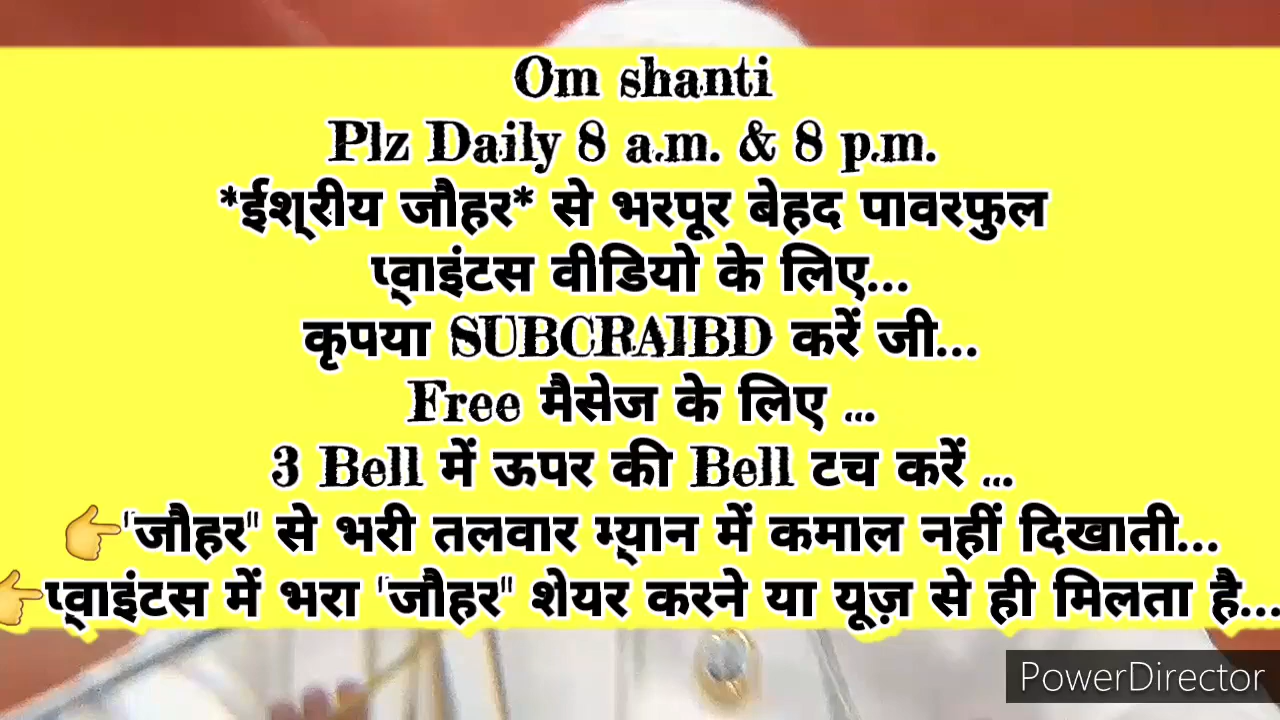 Om shanti
Plz Daily 8 a.m. & 8 p.m.
*ईश्रीय जौहर* से भरपूर बेहद पावरफुल
प्वाइंटस वीडियो के लिए...
कृपया SUBCRAIBD करें जी...
Free मैसेज के लिए ...
3 Bell में ऊपर की Bell टच करें ...
👉"जौहर" से भरी तलवार म्यान में कमाल नहीं दिखाती...
👉प्वाइंटस में भरा "जौहर" शेयर करने या यूज़ से ही मिलता है...
PowerDirector